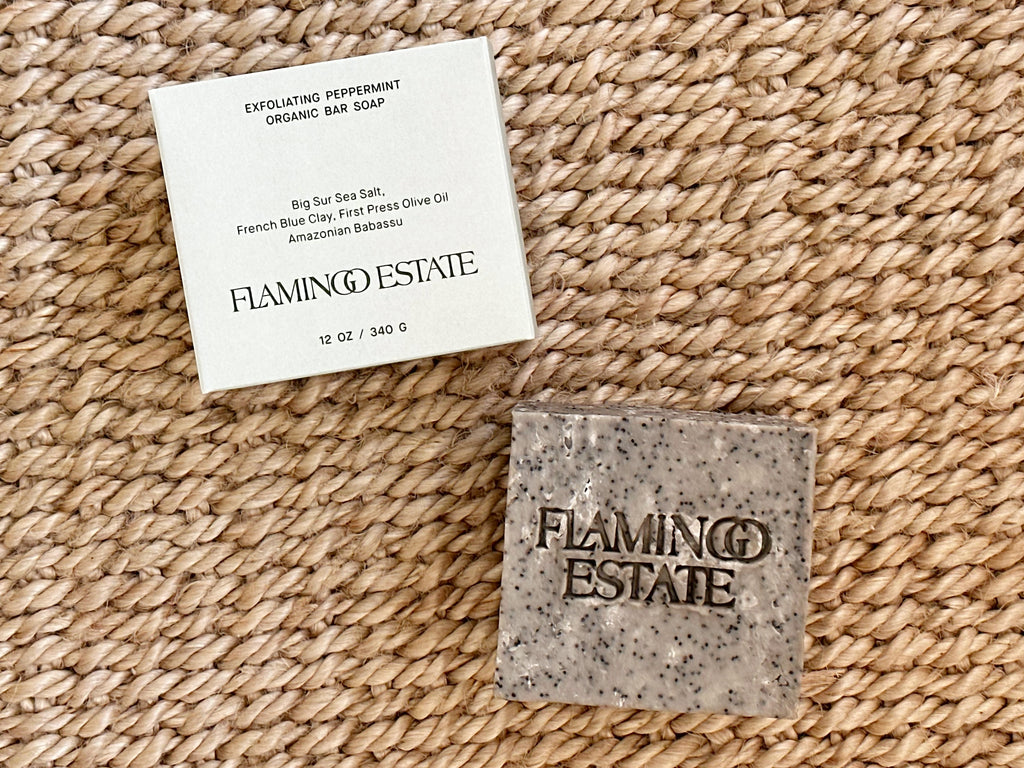 EXFOLIATING PEPPERMINT
ORGANIC BAR SOAP
Big Sur Sea Salt,
French Blue Clay, First Press Olive Oil
Amazonian Babassu
FLAMINGO ESTATE
12 OZ / 340 G
FLAMINGO
ESTATE